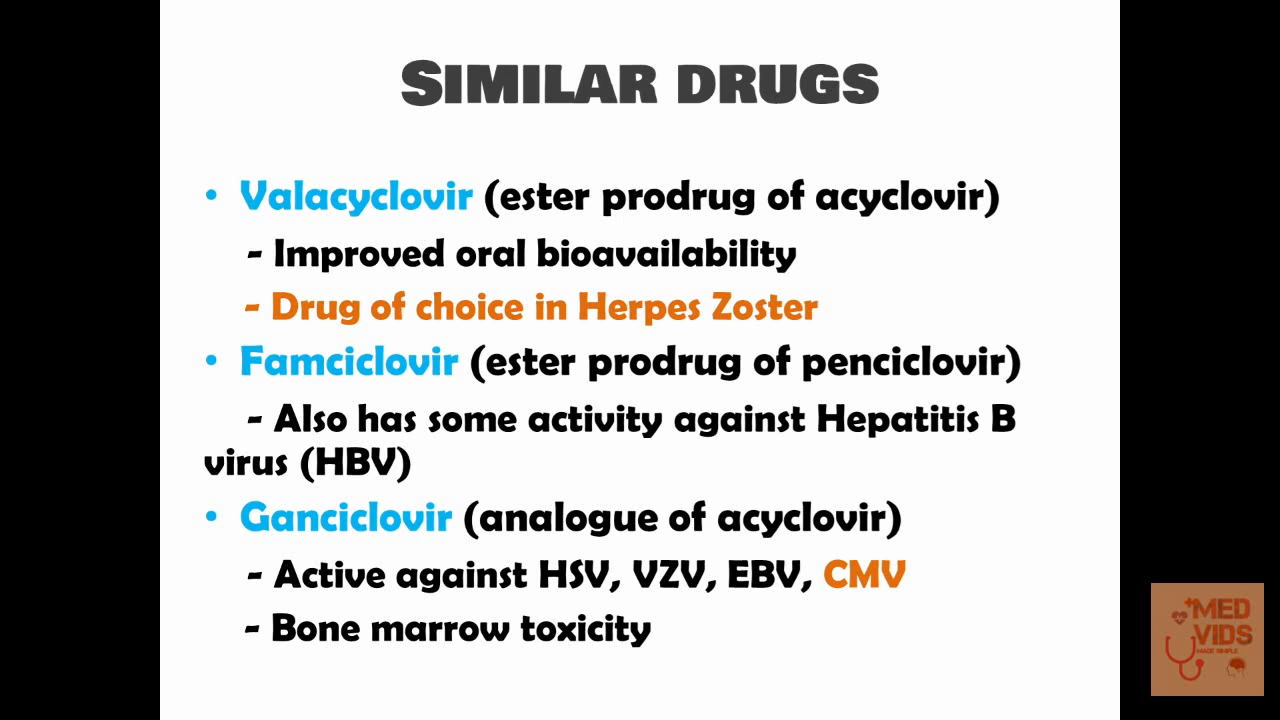 SIMILAR DRUGS
• Valacyclovir (ester prodrug of acyclovir)
- Improved oral bioavailability
- Drug of choice in Herpes Zoster
• Famciclovir (ester prodrug of penciclovir)
- Also has some activity against Hepatitis B
virus (HBV)
• Ganciclovir (analogue of acyclovir)
- Active against HSV, VZV, EBV, CMV
- Bone marrow toxicity
MED
VIDS
MADE SIMPLE